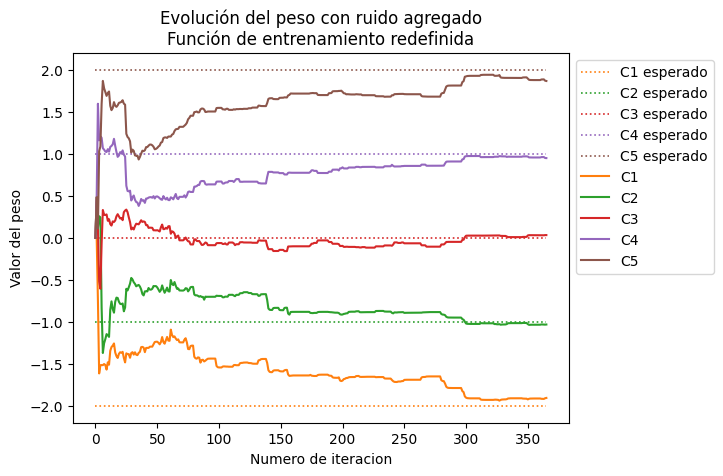 Evolución del peso con ruido agregado
Función de entrenamiento redefinida
Valor del peso
2.0
1.5
1.0
0.5
0.0
−0.5
−1.0
−1.5
−2.0
0
50
100
150
200
250
300
350
Numero de iteracion
C1 esperado
C2 esperado
C3 esperado
C4 esperado
C5 esperado
C1
C2
C3
C4
C5